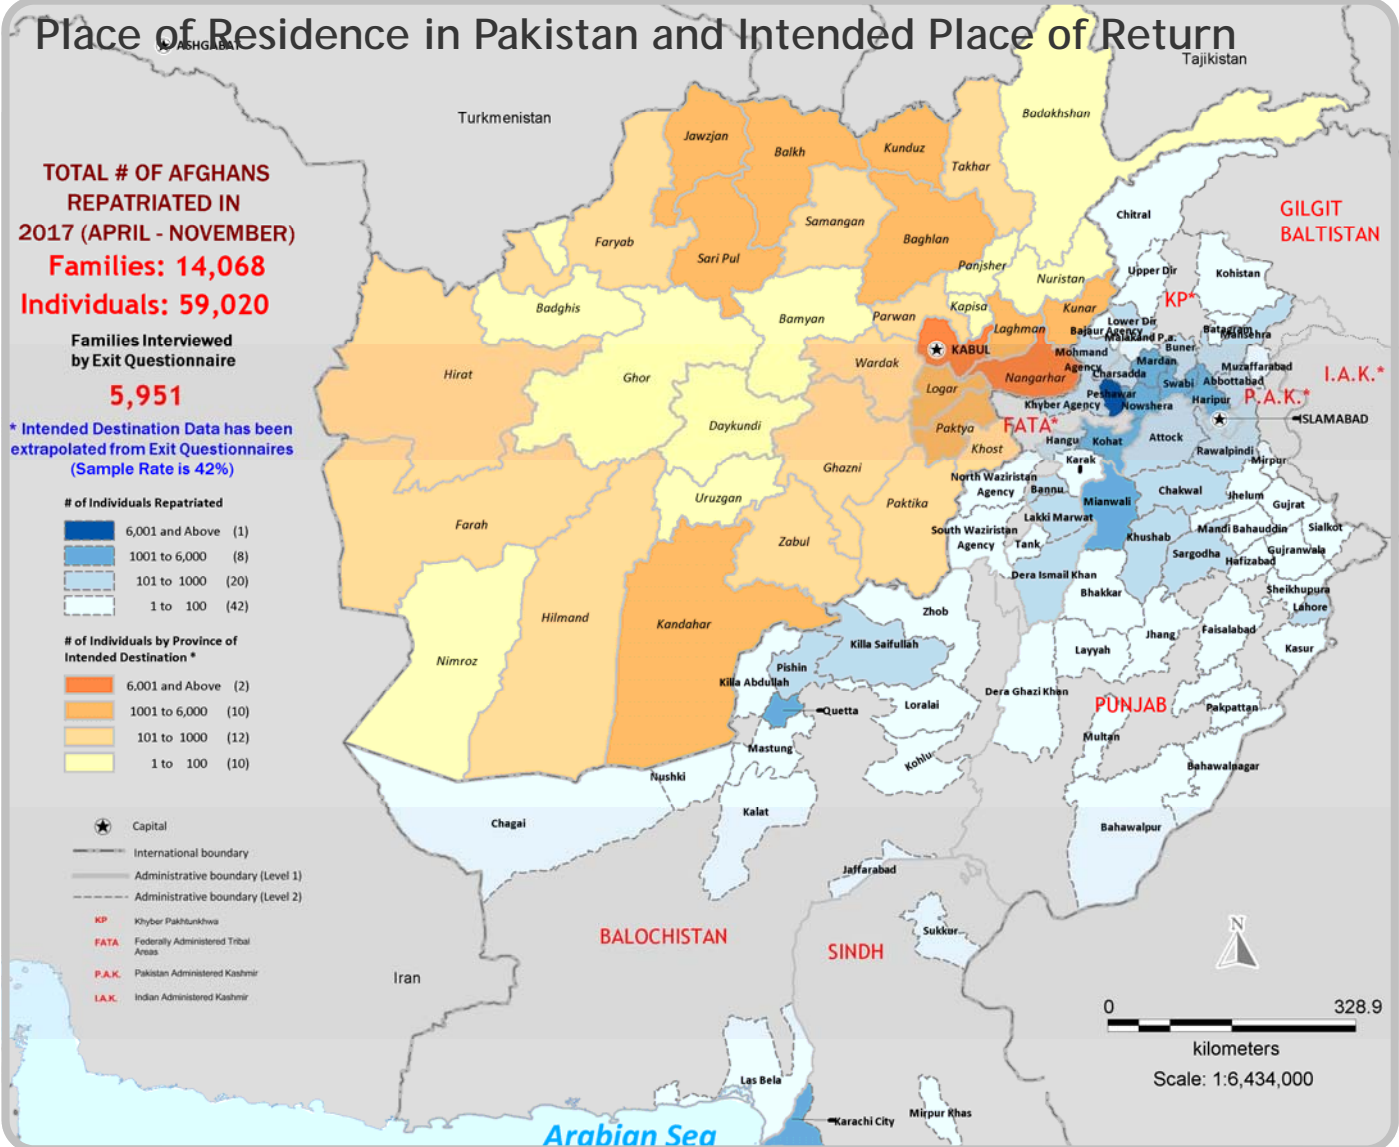 Place of Residence in Pakistan and Intended Place of Return
ASHGABAT
Tajikistan
Turkmenistan
TOTAL # OF AFGHANS
REPATRIATED IN
2017 (APRIL - NOVEMBER)
Families: 14,068
Individuals: 59,020
Families Interviewed
by Exit Questionnaire
5,951
* Intended Destination Data has been
extrapolated from Exit Questionnaires
(Sample Rate is 42%)
# of Individuals Repatriated
6,001 and Above (1)
1001 to 6,000 (8)
101 to 1000 (20)
1 to 100 (42)
# of Individuals by Province of
Intended Destination *
6,001 and Above (2)
1001 to 6,000 (10)
101 to 1000 (12)
1 to 100 (10)
Capital
International boundary
Administrative boundary (Level 1)
Administrative boundary (Level 2)
KP Khyber Pakhtunkhwa
FATA Federally Administered Tribal
Areas
P.A.K. Pakistan Administered Kashmir
I.A.K. Indian Administered Kashmir
Badakhshan
Jawzjan
Balkh
Kunduz
Takhar
Samangan
Faryab
Sari Pul
Baghlan
Panjsher
Nuristan
Badghis
Bamyan
Parwan
Kapisa
Laghman
Kunar
KABUL
Hirat
Ghor
Wardak
Nangarhar
Logar
Daykundi
Paktya
Khost
Ghazni
Uruzgan
Paktika
Farah
Zabul
Hilmand
Kandahar
Nimroz
GILGIT
BALTISTAN
Chitral
Upper Dir
Kohistan
KP*
Lower Dir
Bajaur Agency
Malakand P.a.
Batagram
Mansehra
Buner
Mohmand
Agency
Mardan
Muzaffarabad
Charsadda
Swabi
Abbottabad
I.A.K.*
P.A.K.*
Peshawar
Nowshera
Haripur
Khyber Agency
ISLAMABAD
FATA*
Hangu
Kohat
Attock
Rawalpindi
Karak
Mirpur
North Waziristan
Agency
Bannu
Mianwali
Chakwal
Jhelum
Gujrat
Lakki Marwat
South Waziristan
Agency
Tank
Khushab
Mandi Bahauddin
Sialkot
Sargodha
Hafizabad
Gujranwala
Dera Ismail Khan
Bhakkar
Sheikhupura
Lahore
Zhob
Killa Saifullah
Layyah
Jhang
Faisalabad
Kasur
Pishin
Killa Abdullah
Dera Ghazi Khan
PUNJAB
Pakpattan
Quetta
Loralai
Multan
Mastung
Kohlu
Bahawalnagar
Nushki
Kalat
Chagai
Bahawalpur
Jaffarabad
BALOCHISTAN
SINDH
Sukkur
Iran
N
0 328.9
kilometers
Scale: 1:6,434,000
Las Bela
Karachi City
Mirpur Khas
Arabian Sea